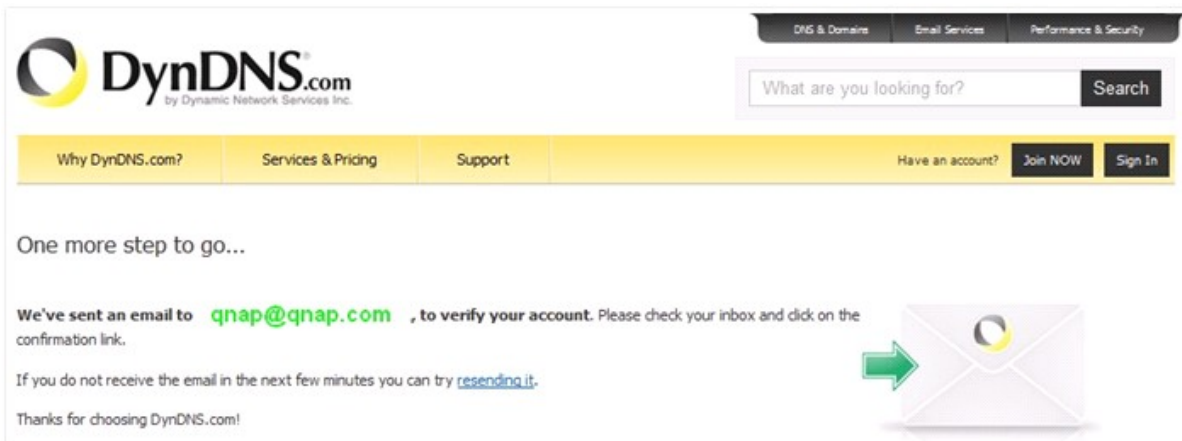 DNS & Domains Email Services Performance & Security
DynDNS.com
by Dynamic Network Services Inc.
What are you looking for? Search
Why DynDNS.com? Services & Pricing Support Have an account? Join NOW Sign In
One more step to go...
We've sent an email to qnap@qnap.com , to verify your account. Please check your inbox and click on the
confirmation link.
If you do not receive the email in the next few minutes you can try resending it.
Thanks for choosing DynDNS.com!